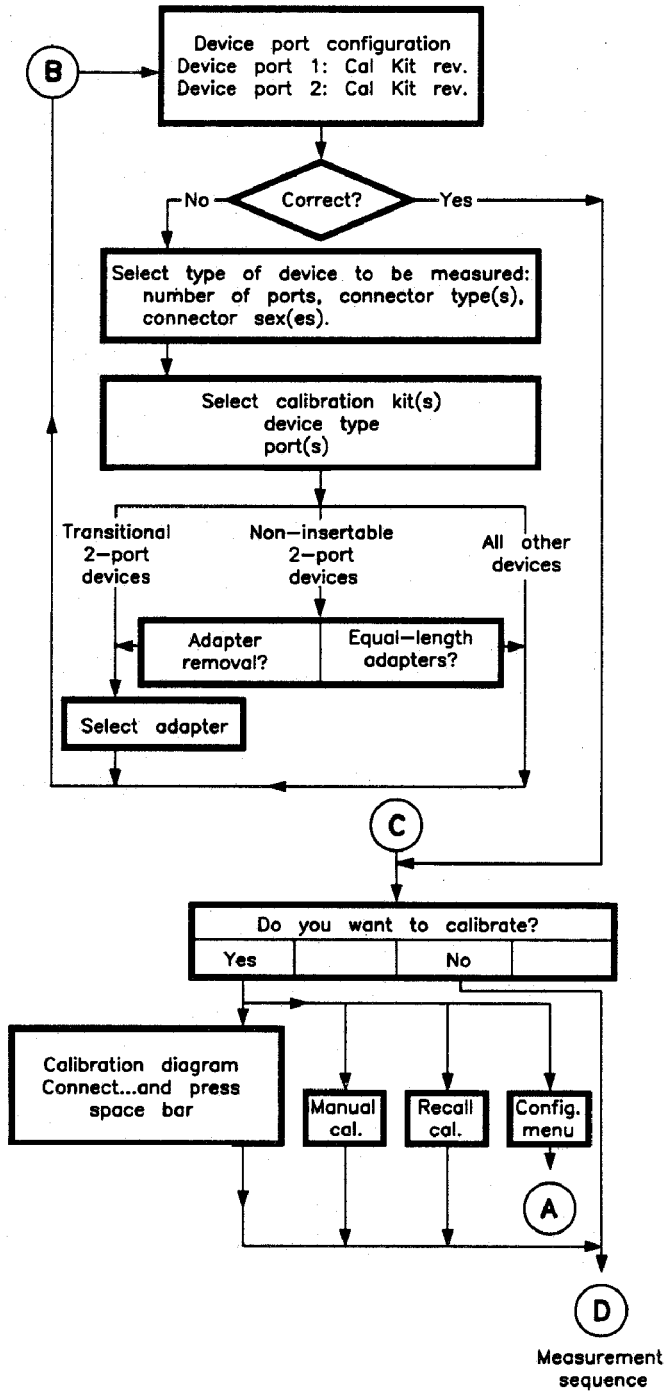 Device port configuration
B
Device port 1: Cal Kit rev.
Device port 2: Cal Kit rev.
No
Correct?
Yes
Select type of device to be measured:
number of ports, connector type(s),
connector sex(es).
Select calibration kit(s)
device type
port(s)
Transitional
2-port
devices
Non-insertable
2-port
devices
All other
devices
Adapter
removal?
Equal-length
adapters?
Select adapter
C
Do you want to calibrate?
Yes
No
Calibration diagram
Connect...and press
space bar
Manual
cal.
Recall
cal.
Config.
menu
A
D
Measurement
sequence